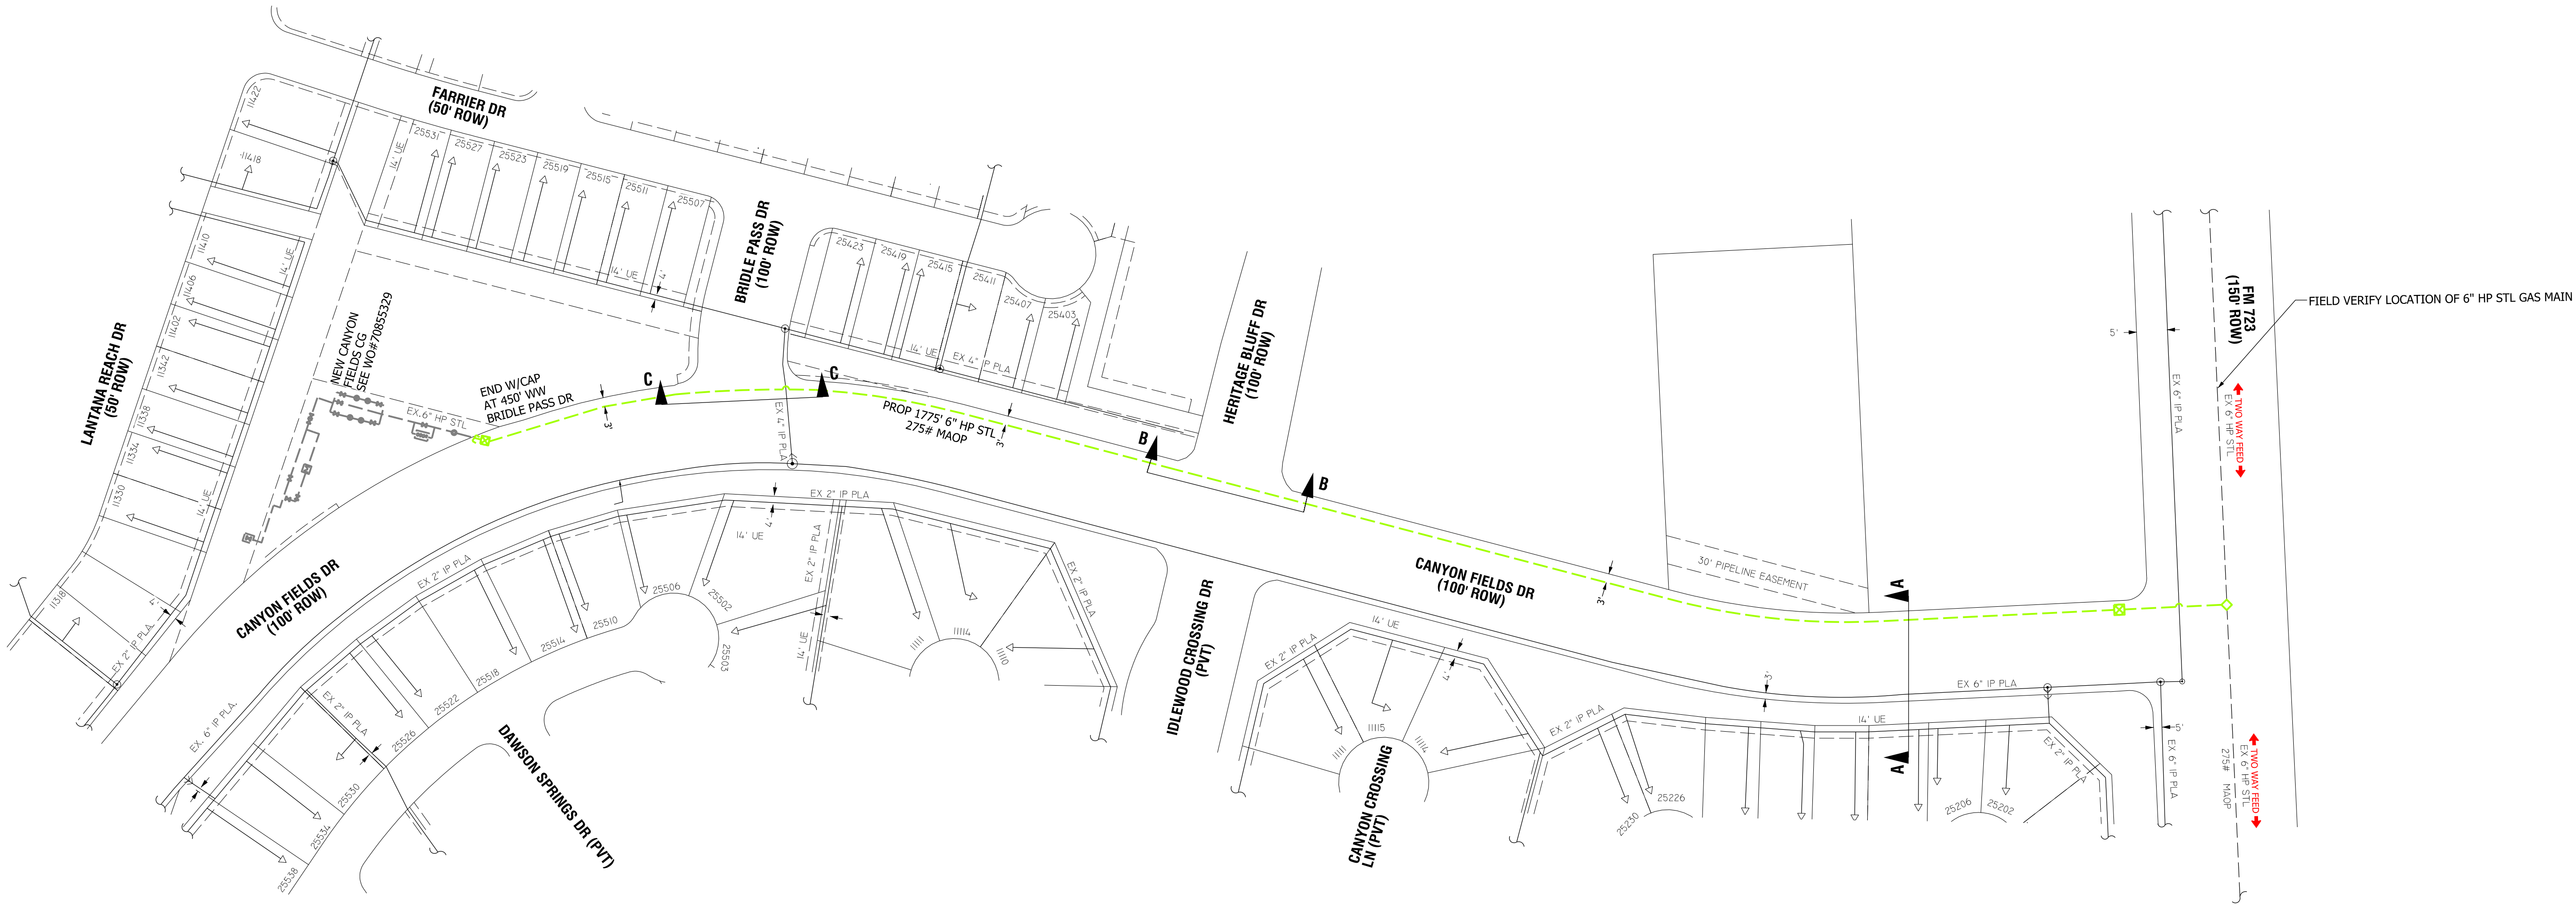 FARRIER DR
(50' ROW)
11422
11418
14' UE
25531
25527
25523
25519
25515
25511
25507
14' UE
4'
BRIDLE PASS DR
(100' ROW)
25423
25419
25415
25411
25407
25403
14' UE
EX 4" IP PLA
HERITAGE BLUFF DR
(100' ROW)
FM 723
(150' ROW)
FIELD VERIFY LOCATION OF 6" HP STL GAS MAIN
5'
EX 6" IP PLA
TWO WAY FEED
EX 6" HP STL
11410
14' UE
11406
11402
11342
11338
11334
11330
14' UE
11318
4'
EX 2" IP PLA
LANTANA REACH DR
(50' ROW)
NEW CANYON
FIELDS CG
SEE WO#70855329
EX.6" HP STL
END W/CAP
AT 450' WW
BRIDLE PASS DR
3'
C
C
EX 4" IP PLA
PROP 1775' 6" HP STL
275# MAOP
3'
B
B
CANYON FIELDS DR
(100' ROW)
3'
30' PIPELINE EASEMENT
A
A
CANYON FIELDS DR
(100' ROW)
EX. 6" IP PLA.
EX 2" IP PLA
EX 2" IP PLA
4'
14' UE
EX 2" IP PLA
14' UE
EX 2" IP PLA
EX 2" IP PLA
25506
25502
25503
25510
25514
25518
25522
25526
25530
25534
25538
11111
11114
11110
DAWSON SPRINGS DR (PVT)
IDLEWOOD CROSSING DR
(PVT)
EX 2" IP PLA
14' UE
4'
11111
11115
11114
CANYON CROSSING
LN (PVT)
EX 2" IP PLA
3'
EX 6" IP PLA
14' UE
25230
25226
25206
25202
EX 2" IP PLA
5'
EX 6" IP PLA
275# MAOP
EX 6" HP STL
TWO WAY FEED